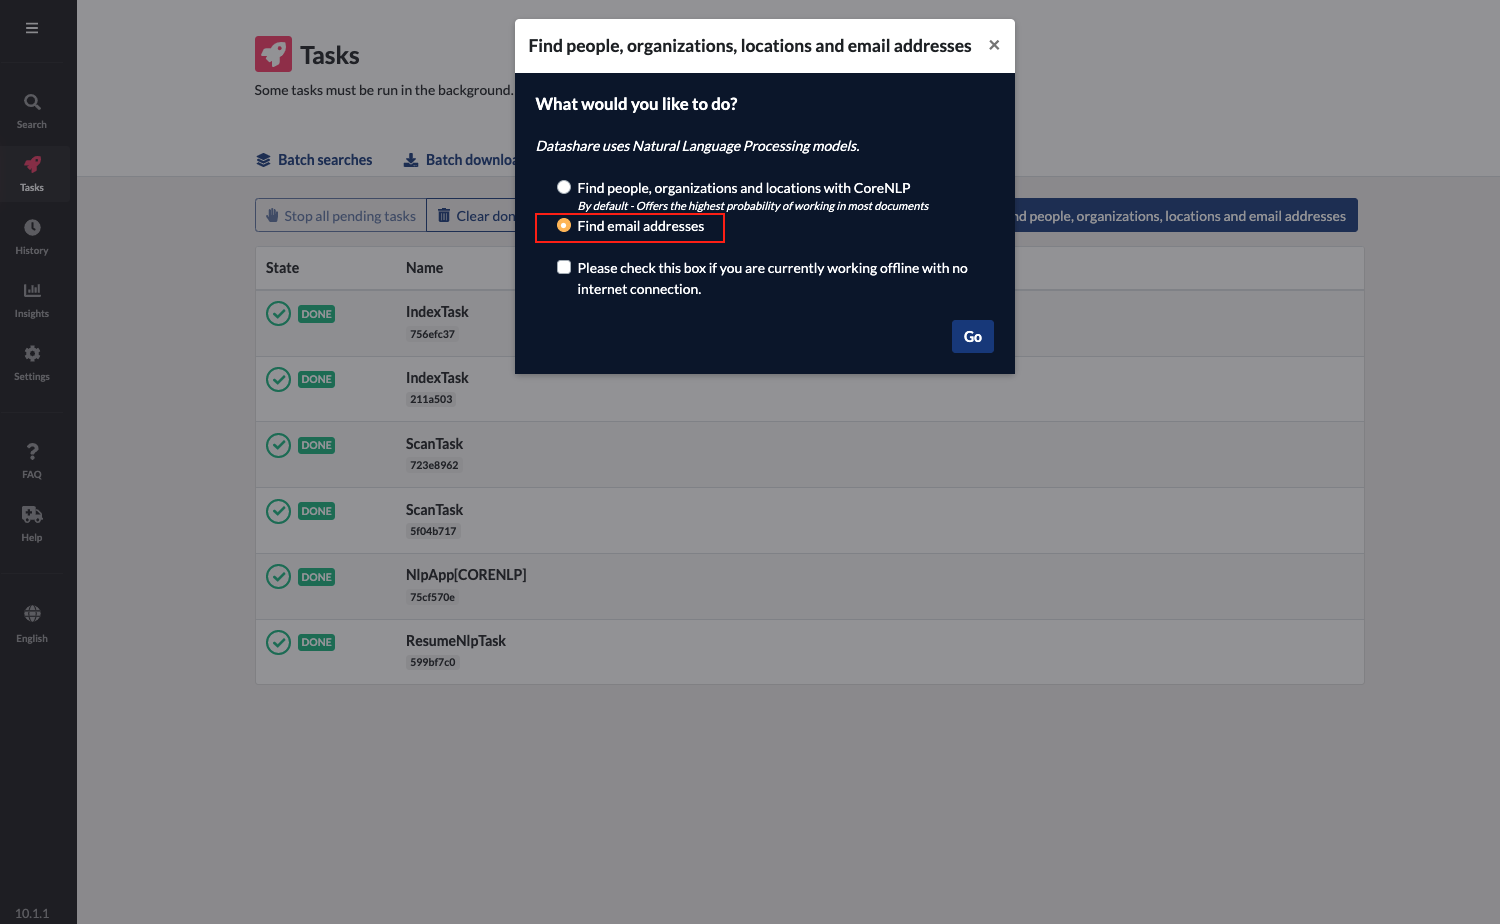 Find people, organizations, locations and email addresses ×
Tasks
Some tasks must be run in the background.
What would you like to do?
Datashare uses Natural Language Processing models.
Search
Batch searches
Batch downloa
Tasks
Find people, organizations and locations with CoreNLP
By default - Offers the highest probability of working in most documents
Stop all pending tasks
Clear don
nd people, organizations, locations and email addresses
Find email addresses
History
State
Name
Please check this box if you are currently working offline with no
internet connection.
Insights
DONE
IndexTask
756efc37
Go
Settings
DONE
IndexTask
211a503
DONE
ScanTask
723e8962
FAQ
DONE
ScanTask
5f04b717
Help
DONE
NlpApp[CORENLP]
75cf570e
English
DONE
ResumeNlpTask
599bf7c0
10.1.1